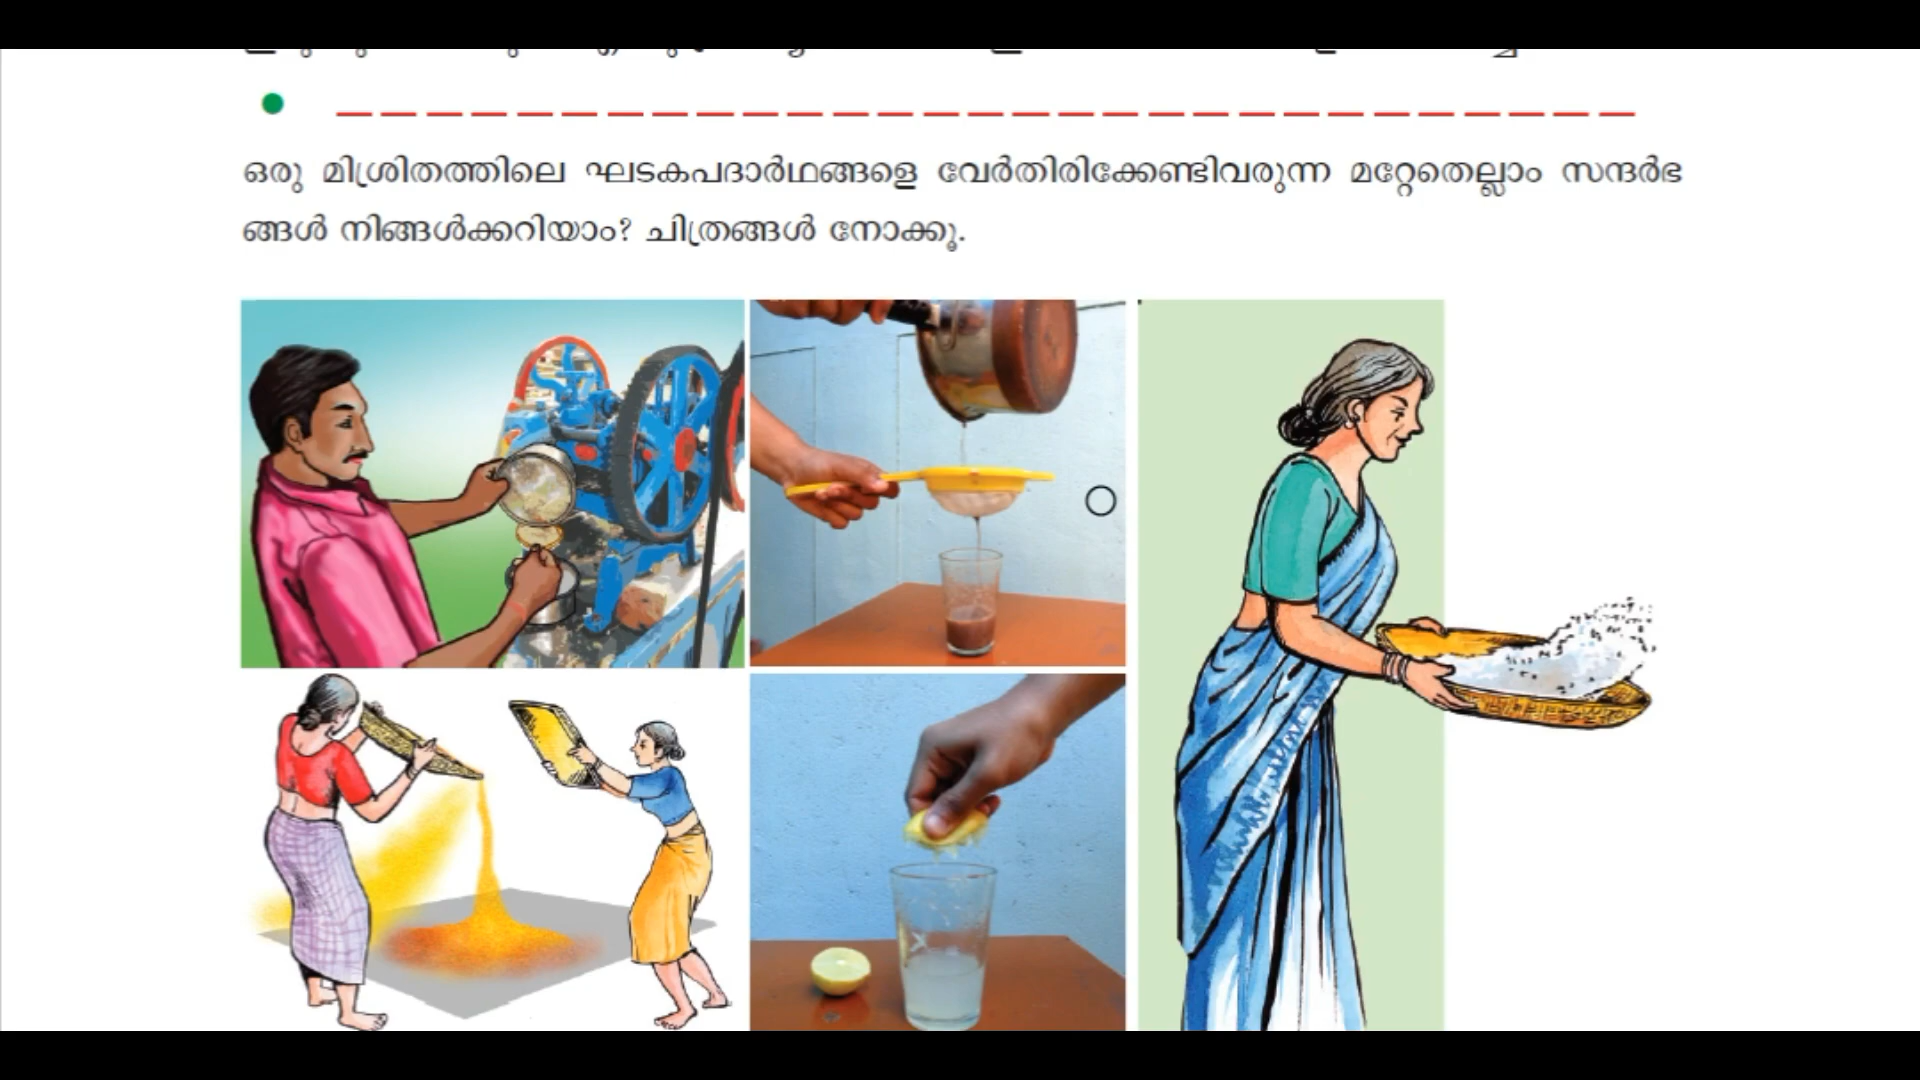 ഒരു മിശ്രിതത്തിലെ ഘടകപദാർഥങ്ങളെ വേർതിരിക്കേണ്ടിവരുന്ന മറ്റേതെല്ലാം സന്ദർഭ
ങ്ങൾ നിങ്ങൾക്കറിയാം? ചിത്രങ്ങൾ നോക്കൂ.